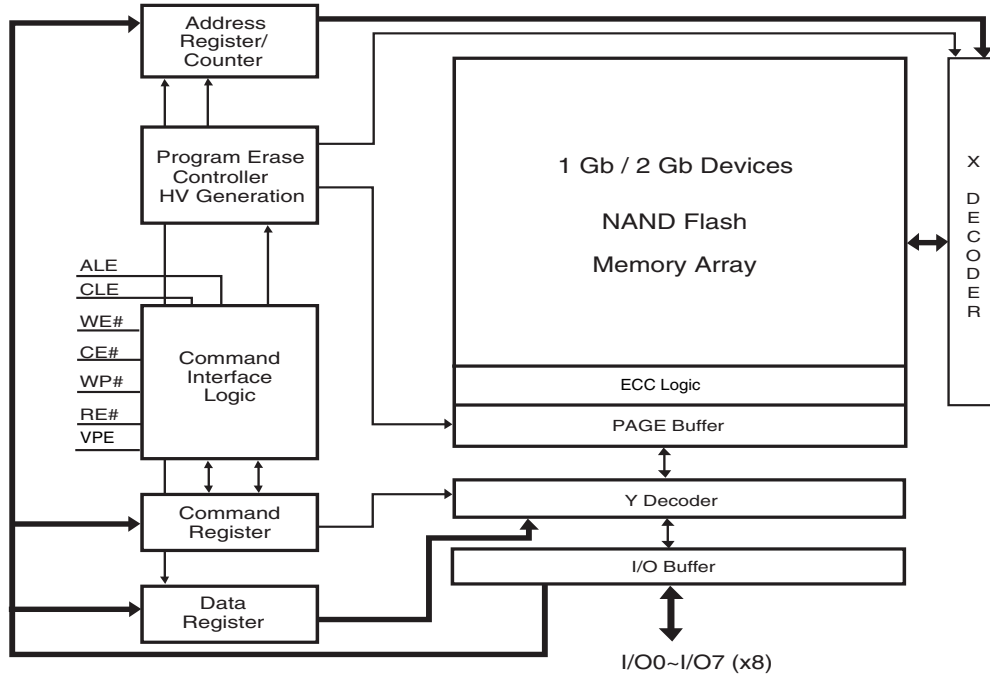 Address
Register/
Counter
Program Erase
Controller
HV Generation
ALE
CLE
WE#
CE#
WP#
RE#
VPE
Command
Interface
Logic
Command
Register
Data
Register
1 Gb / 2 Gb Devices
NAND Flash
Memory Array
ECC Logic
PAGE Buffer
Y Decoder
I/O Buffer
I/O0~I/O7 (x8)
X
DECODER